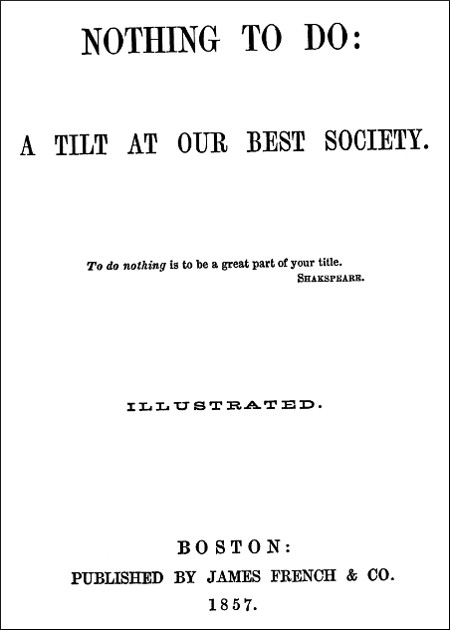 NOTHING TO DO:
A TILT AT OUR BEST SOCIETY.
To do nothing is to be a great part of your title.
SHAKSPEARE.
ILLUSTRATED.
BOSTON:
PUBLISHED BY JAMES FRENCH & CO.
1857.